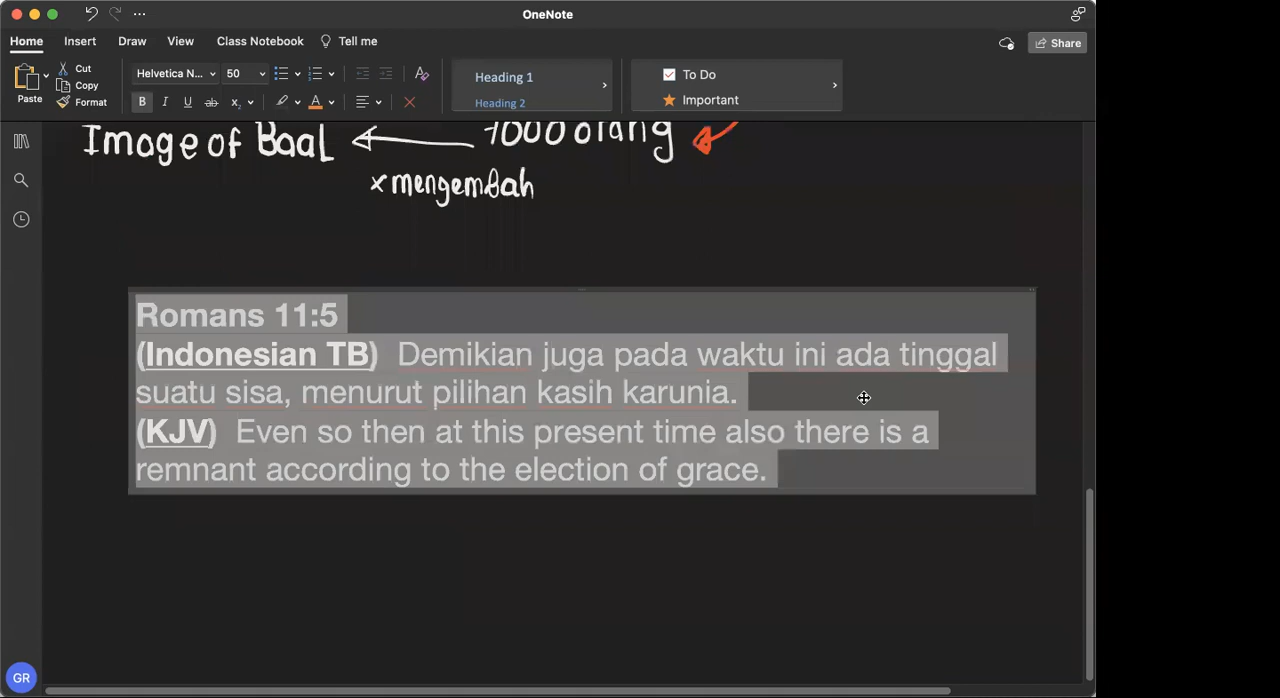 OneNote
Home Insert Draw View Class Notebook Tell me
Share
Paste
Cut
Copy
Format
Helvetica N... 50
B I U ab x A
Heading 1
Heading 2
To Do
Important
Image of Baal ← 7000 orang
x mengembah
Romans 11:5
(Indonesian TB) Demikian juga pada waktu ini ada tinggal
suatu sisa, menurut pilihan kasih karunia.
(KJV) Even so then at this present time also there is a
remnant according to the election of grace.
GR